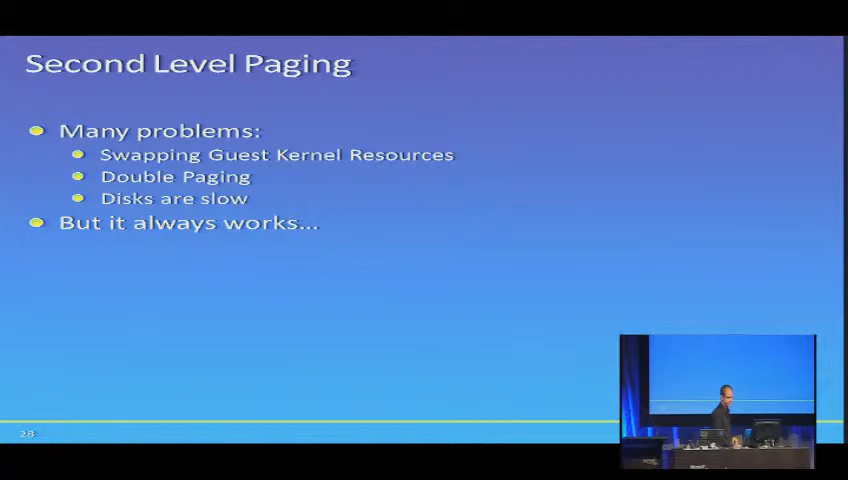 Second Level Paging
Many problems:
Swapping Guest Kernel Resources
Double Paging
Disks are slow
But it always works...
28